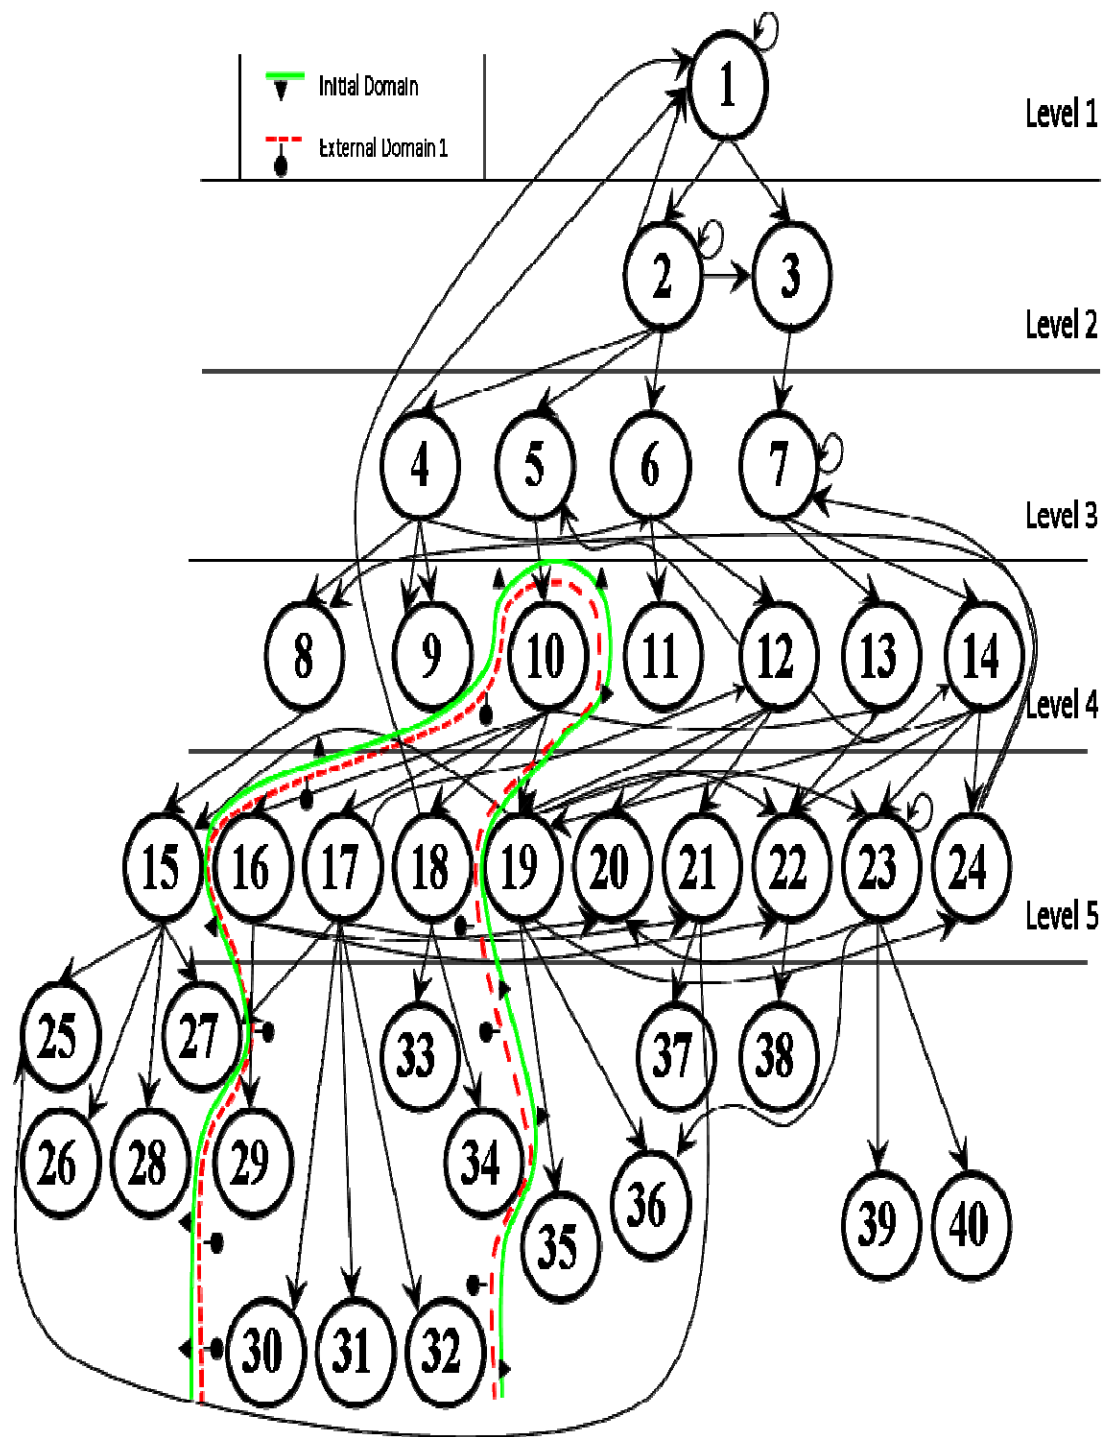 1
Initial Domain
Level 1
External Domain 1
2 3
Level 2
4 5 6 7
Level 3
8 9 10 11 12 13 14
Level 4
15 16 17 18 19 20 21 22 23 24
Level 5
25 27 33 37 38
26 28 29 34 36 39 40
35
30 31 32